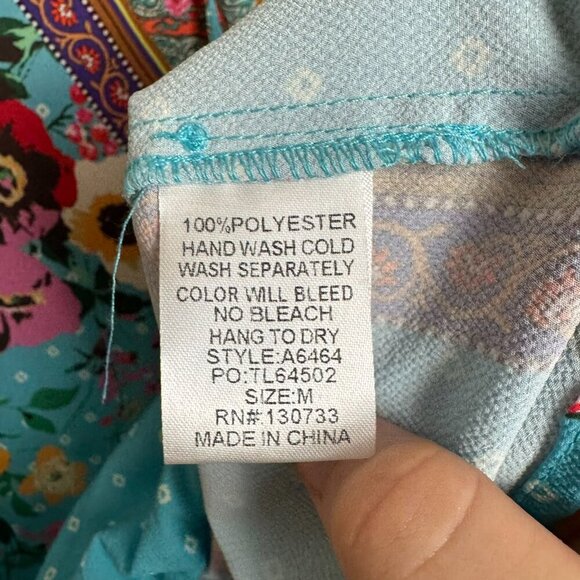 100%POLYESTER
HAND WASH COLD
WASH SEPARATELY
COLOR WILL BLEED
NO BLEACH
HANG TO DRY
STYLE:A6464
PO:TL64502
SIZE:M
RN#:130733
MADE IN CHINA